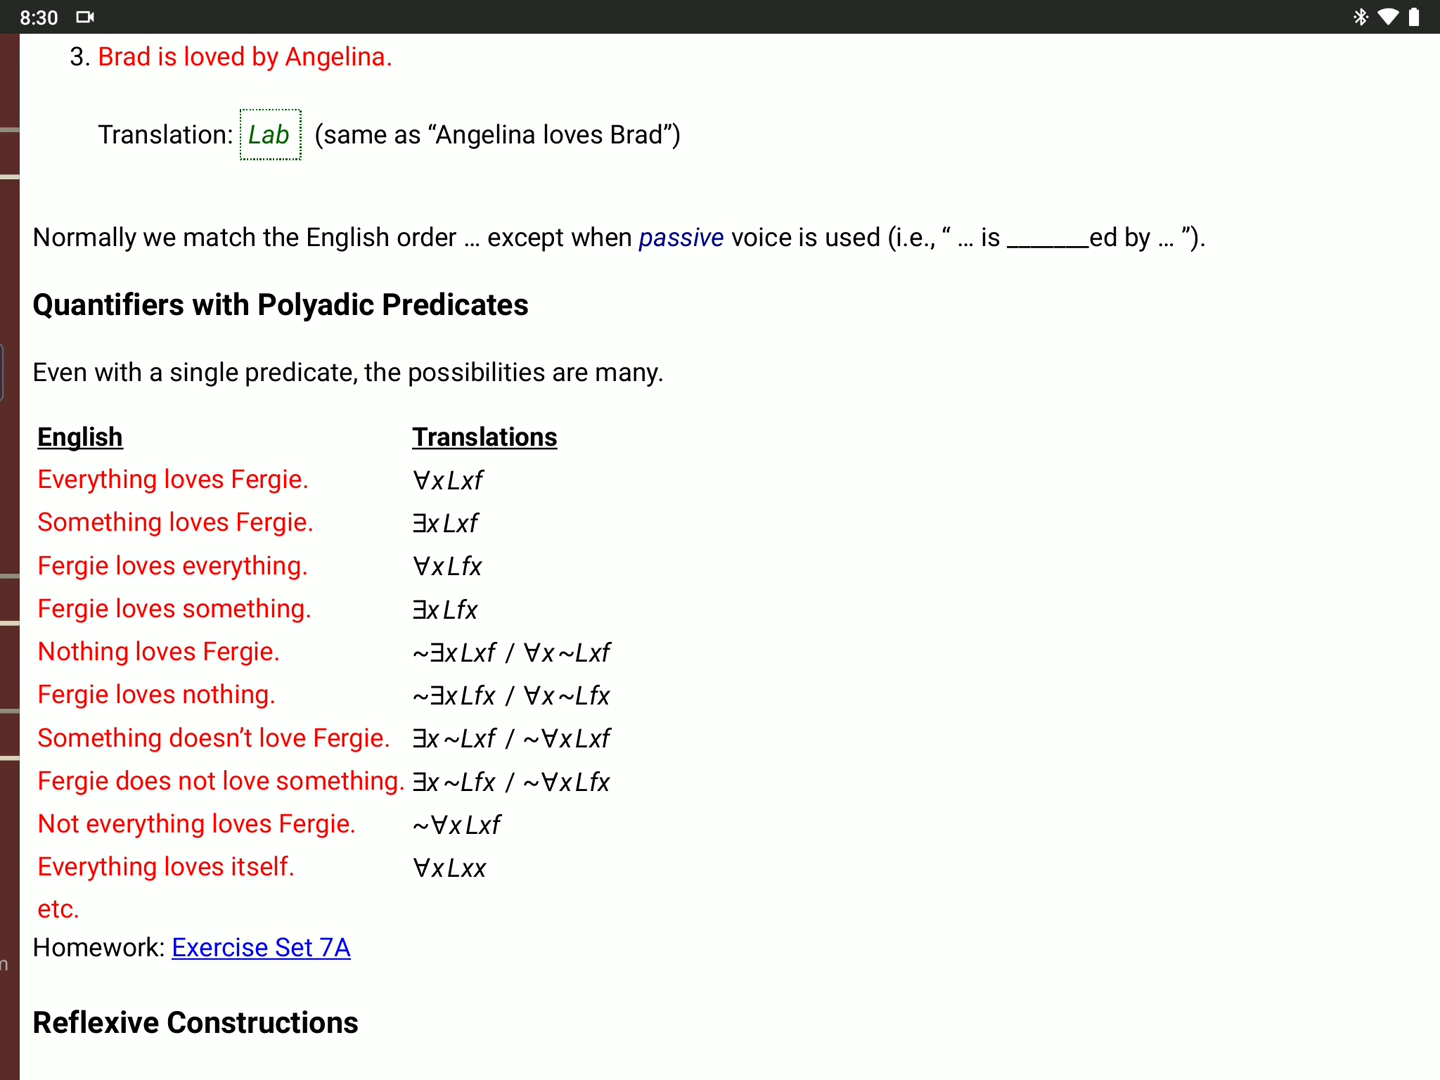 8:30
3. Brad is loved by Angelina.
Translation: Lab (same as “Angelina loves Brad”)
Normally we match the English order … except when passive voice is used (i.e., “ … is ______ed by … ”).
Quantifiers with Polyadic Predicates
Even with a single predicate, the possibilities are many.
English Translations
Everything loves Fergie. ∀x Lxf
Something loves Fergie. ∃x Lxf
Fergie loves everything. ∀x Lfx
Fergie loves something. ∃x Lfx
Nothing loves Fergie. ~∃x Lxf / ∀x ~Lxf
Fergie loves nothing. ~∃x Lfx / ∀x ~Lfx
Something doesn’t love Fergie. ∃x ~Lxf / ~∀x Lxf
Fergie does not love something. ∃x ~Lfx / ~∀x Lfx
Not everything loves Fergie. ~∀x Lxf
Everything loves itself. ∀x Lxx
etc.
Homework: Exercise Set 7A
Reflexive Constructions